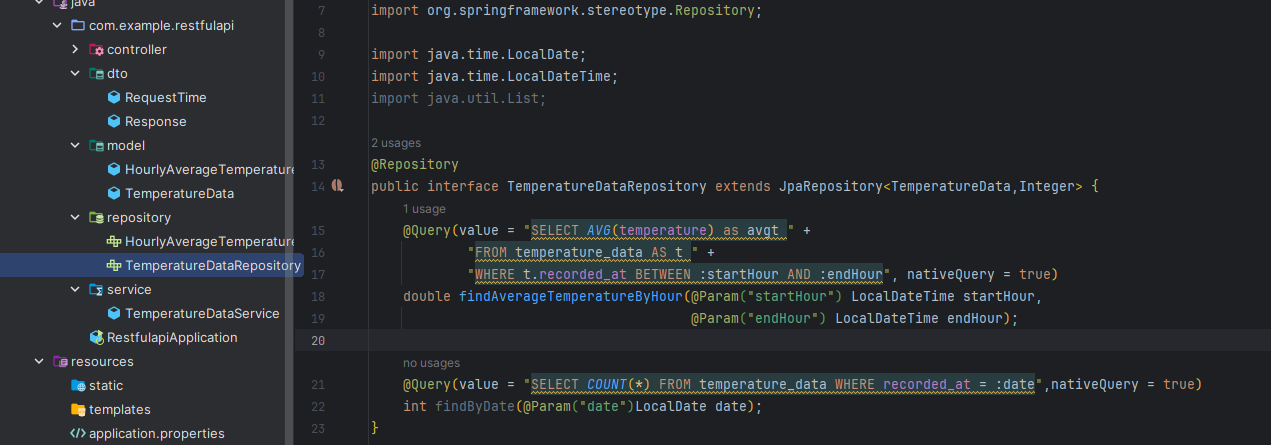 java
com.example.restfulapi
controller
dto
RequestTime
Response
model
HourlyAverageTemperature
TemperatureData
repository
HourlyAverageTemperature
TemperatureDataRepository
service
TemperatureDataService
RestfulapiApplication
resources
static
templates
application.properties
7 import org.springframework.stereotype.Repository;
8
9 import java.time.LocalDate;
10 import java.time.LocalDateTime;
11 import java.util.List;
12
2 usages
13 @Repository
14 public interface TemperatureDataRepository extends JpaRepository<TemperatureData,Integer> {
1 usage
15 @Query(value = "SELECT AVG(temperature) as avgt " +
16 "FROM temperature_data AS t " +
17 "WHERE t.recorded_at BETWEEN :startHour AND :endHour", nativeQuery = true)
18 double findAverageTemperatureByHour(@Param("startHour") LocalDateTime startHour,
19 @Param("endHour") LocalDateTime endHour);
20
no usages
21 @Query(value = "SELECT COUNT(*) FROM temperature_data WHERE recorded_at = :date",nativeQuery = true)
22 int findByDate(@Param("date")LocalDate date);
23 }